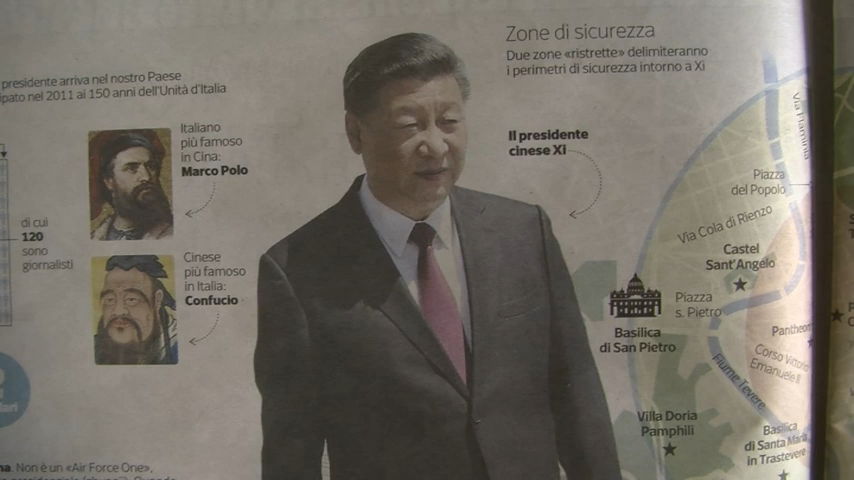 presidente arriva nel nostro Paese
ipato nel 2011 ai 150 anni dell'Unità d'Italia
Italiano
più famoso
in Cina:
Marco Polo
di cui
120
sono
giornalisti
Cinese
più famoso
in Italia:
Confucio
Zone di sicurezza
Due zone «ristrette» delimiteranno
i perimetri di sicurezza intorno a Xi
Il presidente
cinese Xi
Via Flaminia
Piazza
del Popolo
Via Cola di Rienzo
Castel
Sant'Angelo
Piazza
s. Pietro
Basilica
di San Pietro
Pantheon
Corso Vittorio
Emanuele II
Fiume Tevere
Villa Doria
Pamphili
Basilica
di Santa Maria
in Trastevere
na. Non è un «Air Force One»,